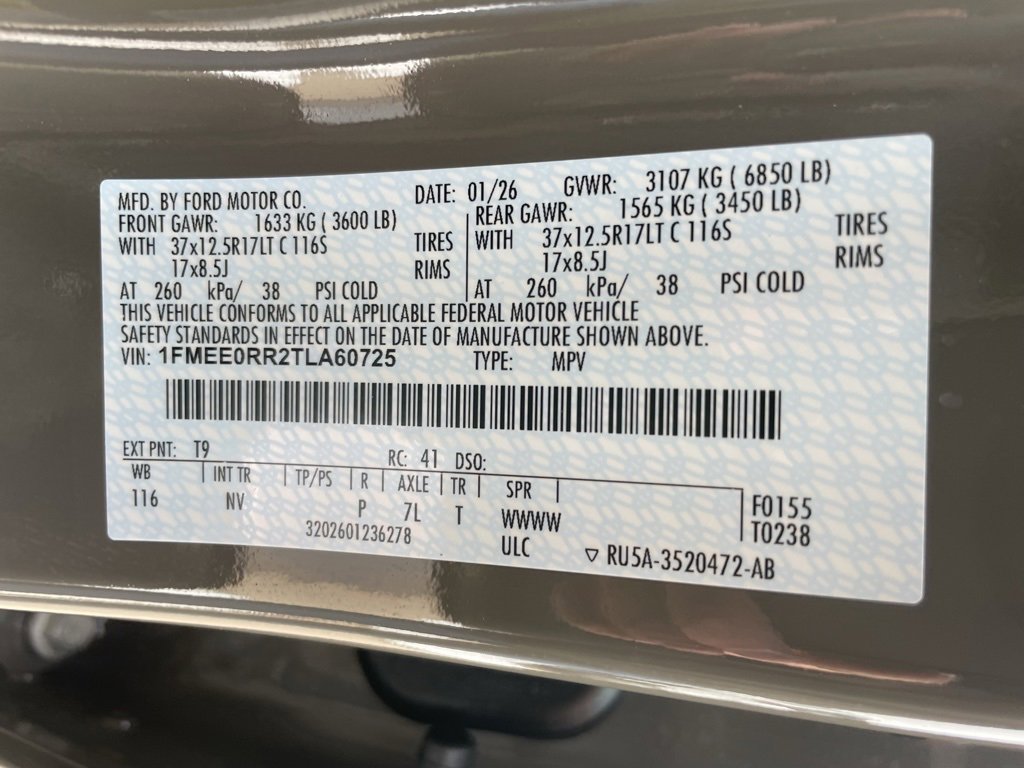 MFD. BY FORD MOTOR CO. DATE: 01/26 GVWR: 3107 KG ( 6850 LB)
FRONT GAWR: 1633 KG ( 3600 LB) REAR GAWR: 1565 KG ( 3450 LB)
WITH 37x12.5R17LT C 116S TIRES WITH 37x12.5R17LT C 116S TIRES
17x8.5J RIMS 17x8.5J RIMS
AT 260 kPa/ 38 PSI COLD AT 260 kPa/ 38 PSI COLD
THIS VEHICLE CONFORMS TO ALL APPLICABLE FEDERAL MOTOR VEHICLE
SAFETY STANDARDS IN EFFECT ON THE DATE OF MANUFACTURE SHOWN ABOVE.
VIN: 1FMEE0RR2TLA60725 TYPE: MPV
EXT PNT: T9 RC: 41 DSO:
WB INT TR TP/PS R AXLE TR SPR
116 NV P 7L T WWWW F0155
3202601236278 ULC T0238
▽ RU5A-3520472-AB